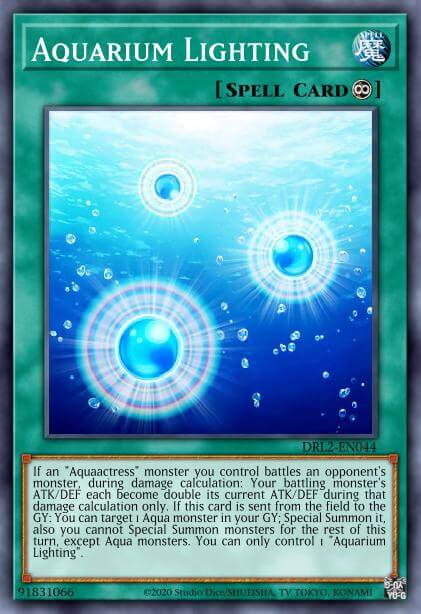 Aquarium Lighting
SPELL
魔
[Spell Card]
DRL2-EN044
If an "Aquaactress" monster you control battles an opponent's
monster, during damage calculation: Your battling monster's
ATK/DEF each become double its current ATK/DEF during that
damage calculation only. If this card is sent from the field to the
GY: You can target 1 Aqua monster in your GY; Special Summon it,
also you cannot Special Summon monsters for the rest of this
turn, except Aqua monsters. You can only control 1 "Aquarium
Lighting".
91831066
©2020 Studio Dice/SHUEISHA, TV TOKYO, KONAMI